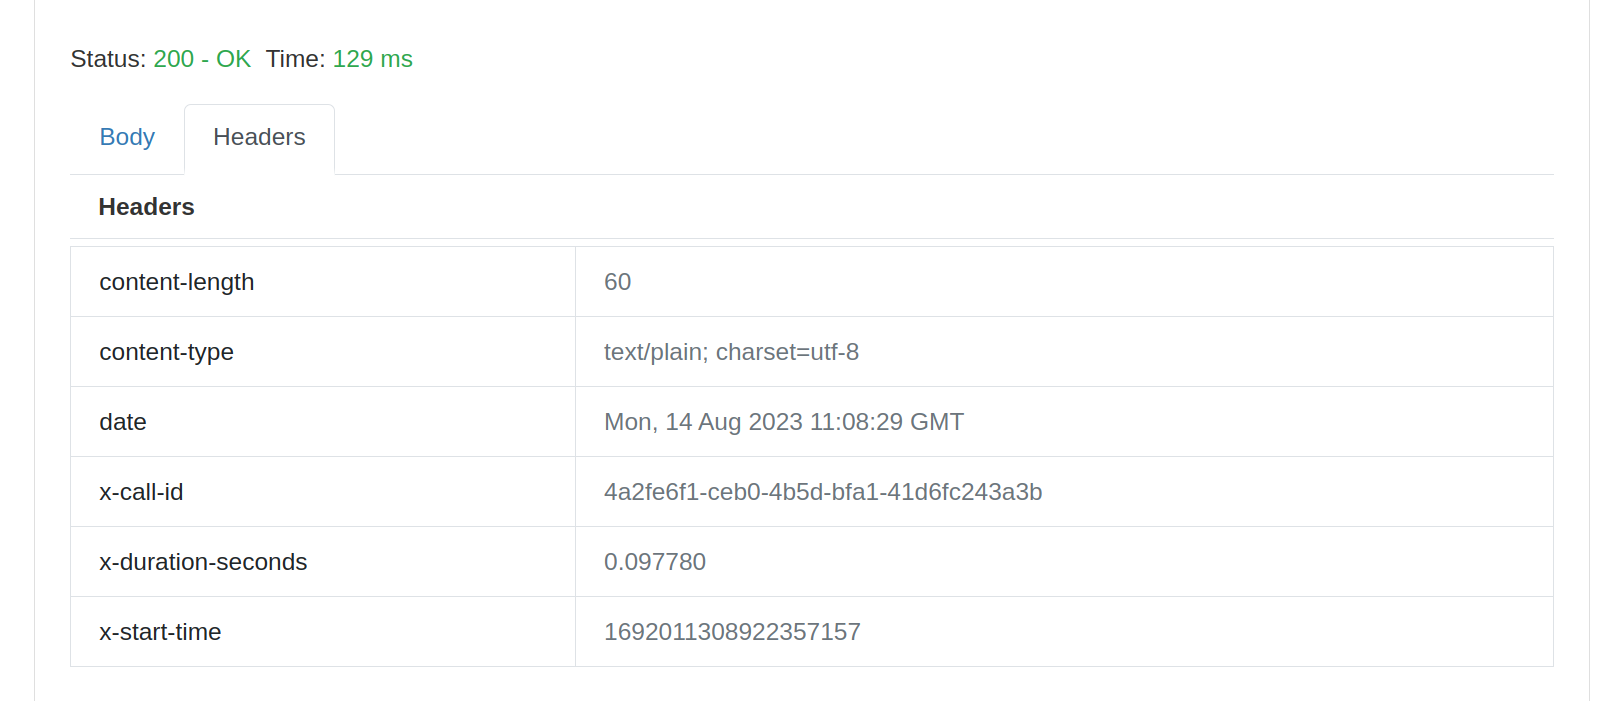 Status: 200 - OK Time: 129 ms
Body Headers
Headers
content-length 60
content-type text/plain; charset=utf-8
date Mon, 14 Aug 2023 11:08:29 GMT
x-call-id 4a2fe6f1-ceb0-4b5d-bfa1-41d6fc243a3b
x-duration-seconds 0.097780
x-start-time 1692011308922357157